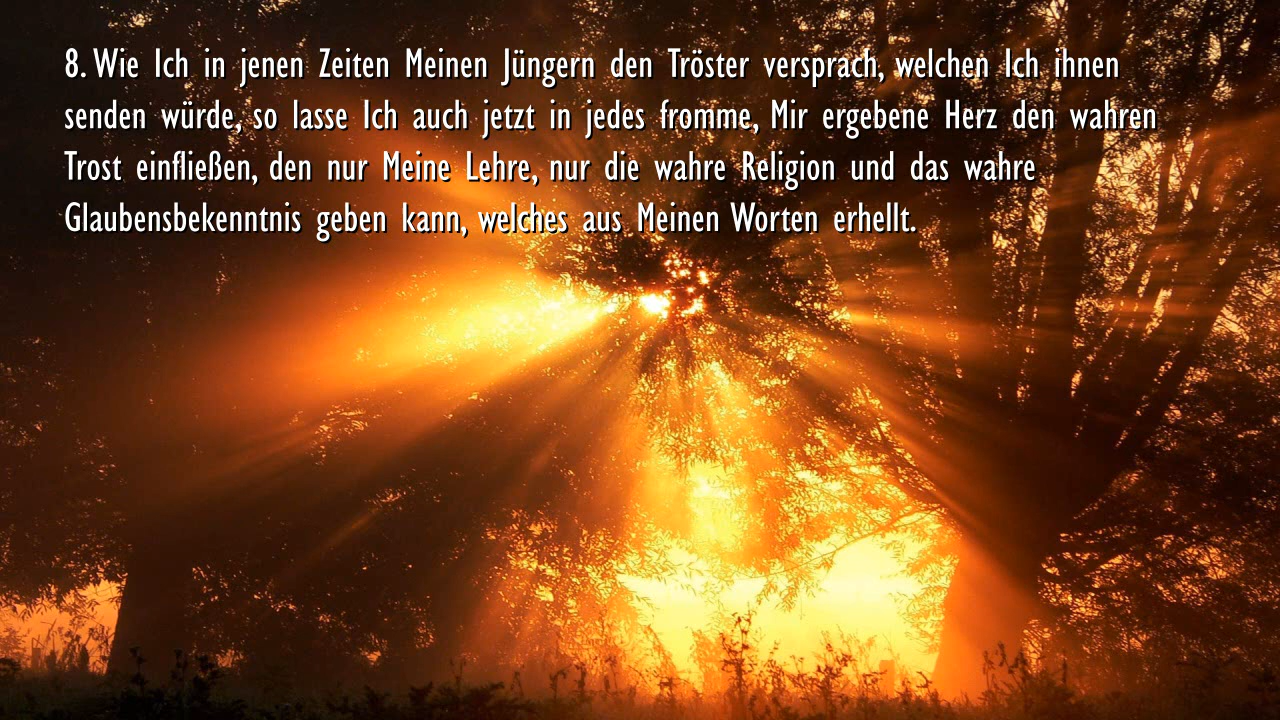 8. Wie Ich in jenen Zeiten Meinen Jüngern den Tröster versprach, welchen Ich ihnen
senden würde, so lasse Ich auch jetzt in jedes fromme, Mir ergebene Herz den wahren
Trost einfließen, den nur Meine Lehre, nur die wahre Religion und das wahre
Glaubensbekenntnis geben kann, welches aus Meinen Worten erhellt.